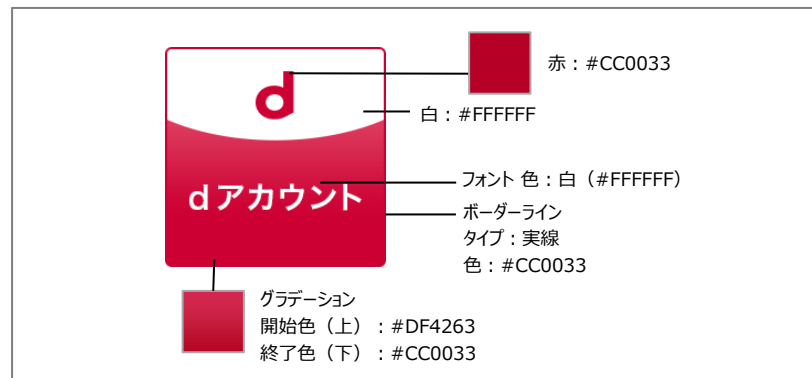 d
赤：#CC0033
白：#FFFFFF
dアカウント
フォント 色：白（#FFFFFF）
ボーダーライン
タイプ：実線
色：#CC0033
グラデーション
開始色（上）：#DF4263
終了色（下）：#CC0033